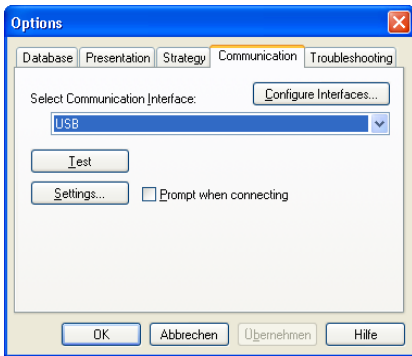 Options
Database Presentation Strategy Communication Troubleshooting
Select Communication Interface: Configure Interfaces...
USB
Test
Settings... Prompt when connecting
OK Abbrechen Übernehmen Hilfe